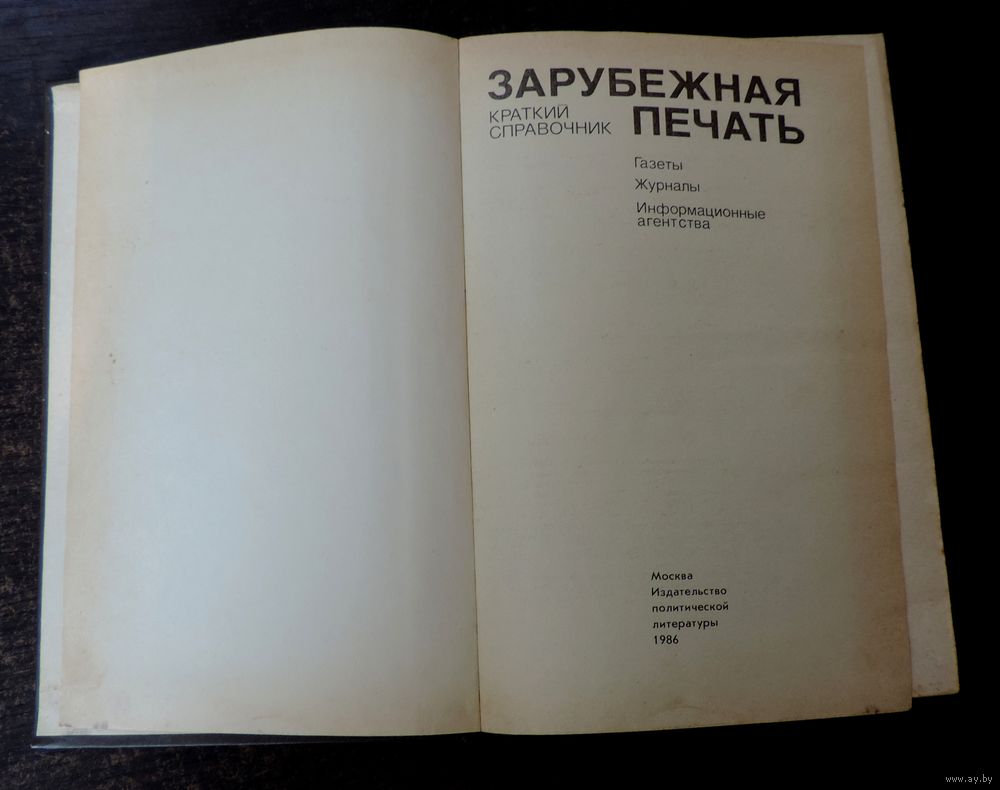 ЗАРУБЕЖНАЯ
КРАТКИЙ
СПРАВОЧНИК
ПЕЧАТЬ
Газеты
Журналы
Информационные
агентства
Москва
Издательство
политической
литературы
1986
www.ay.by